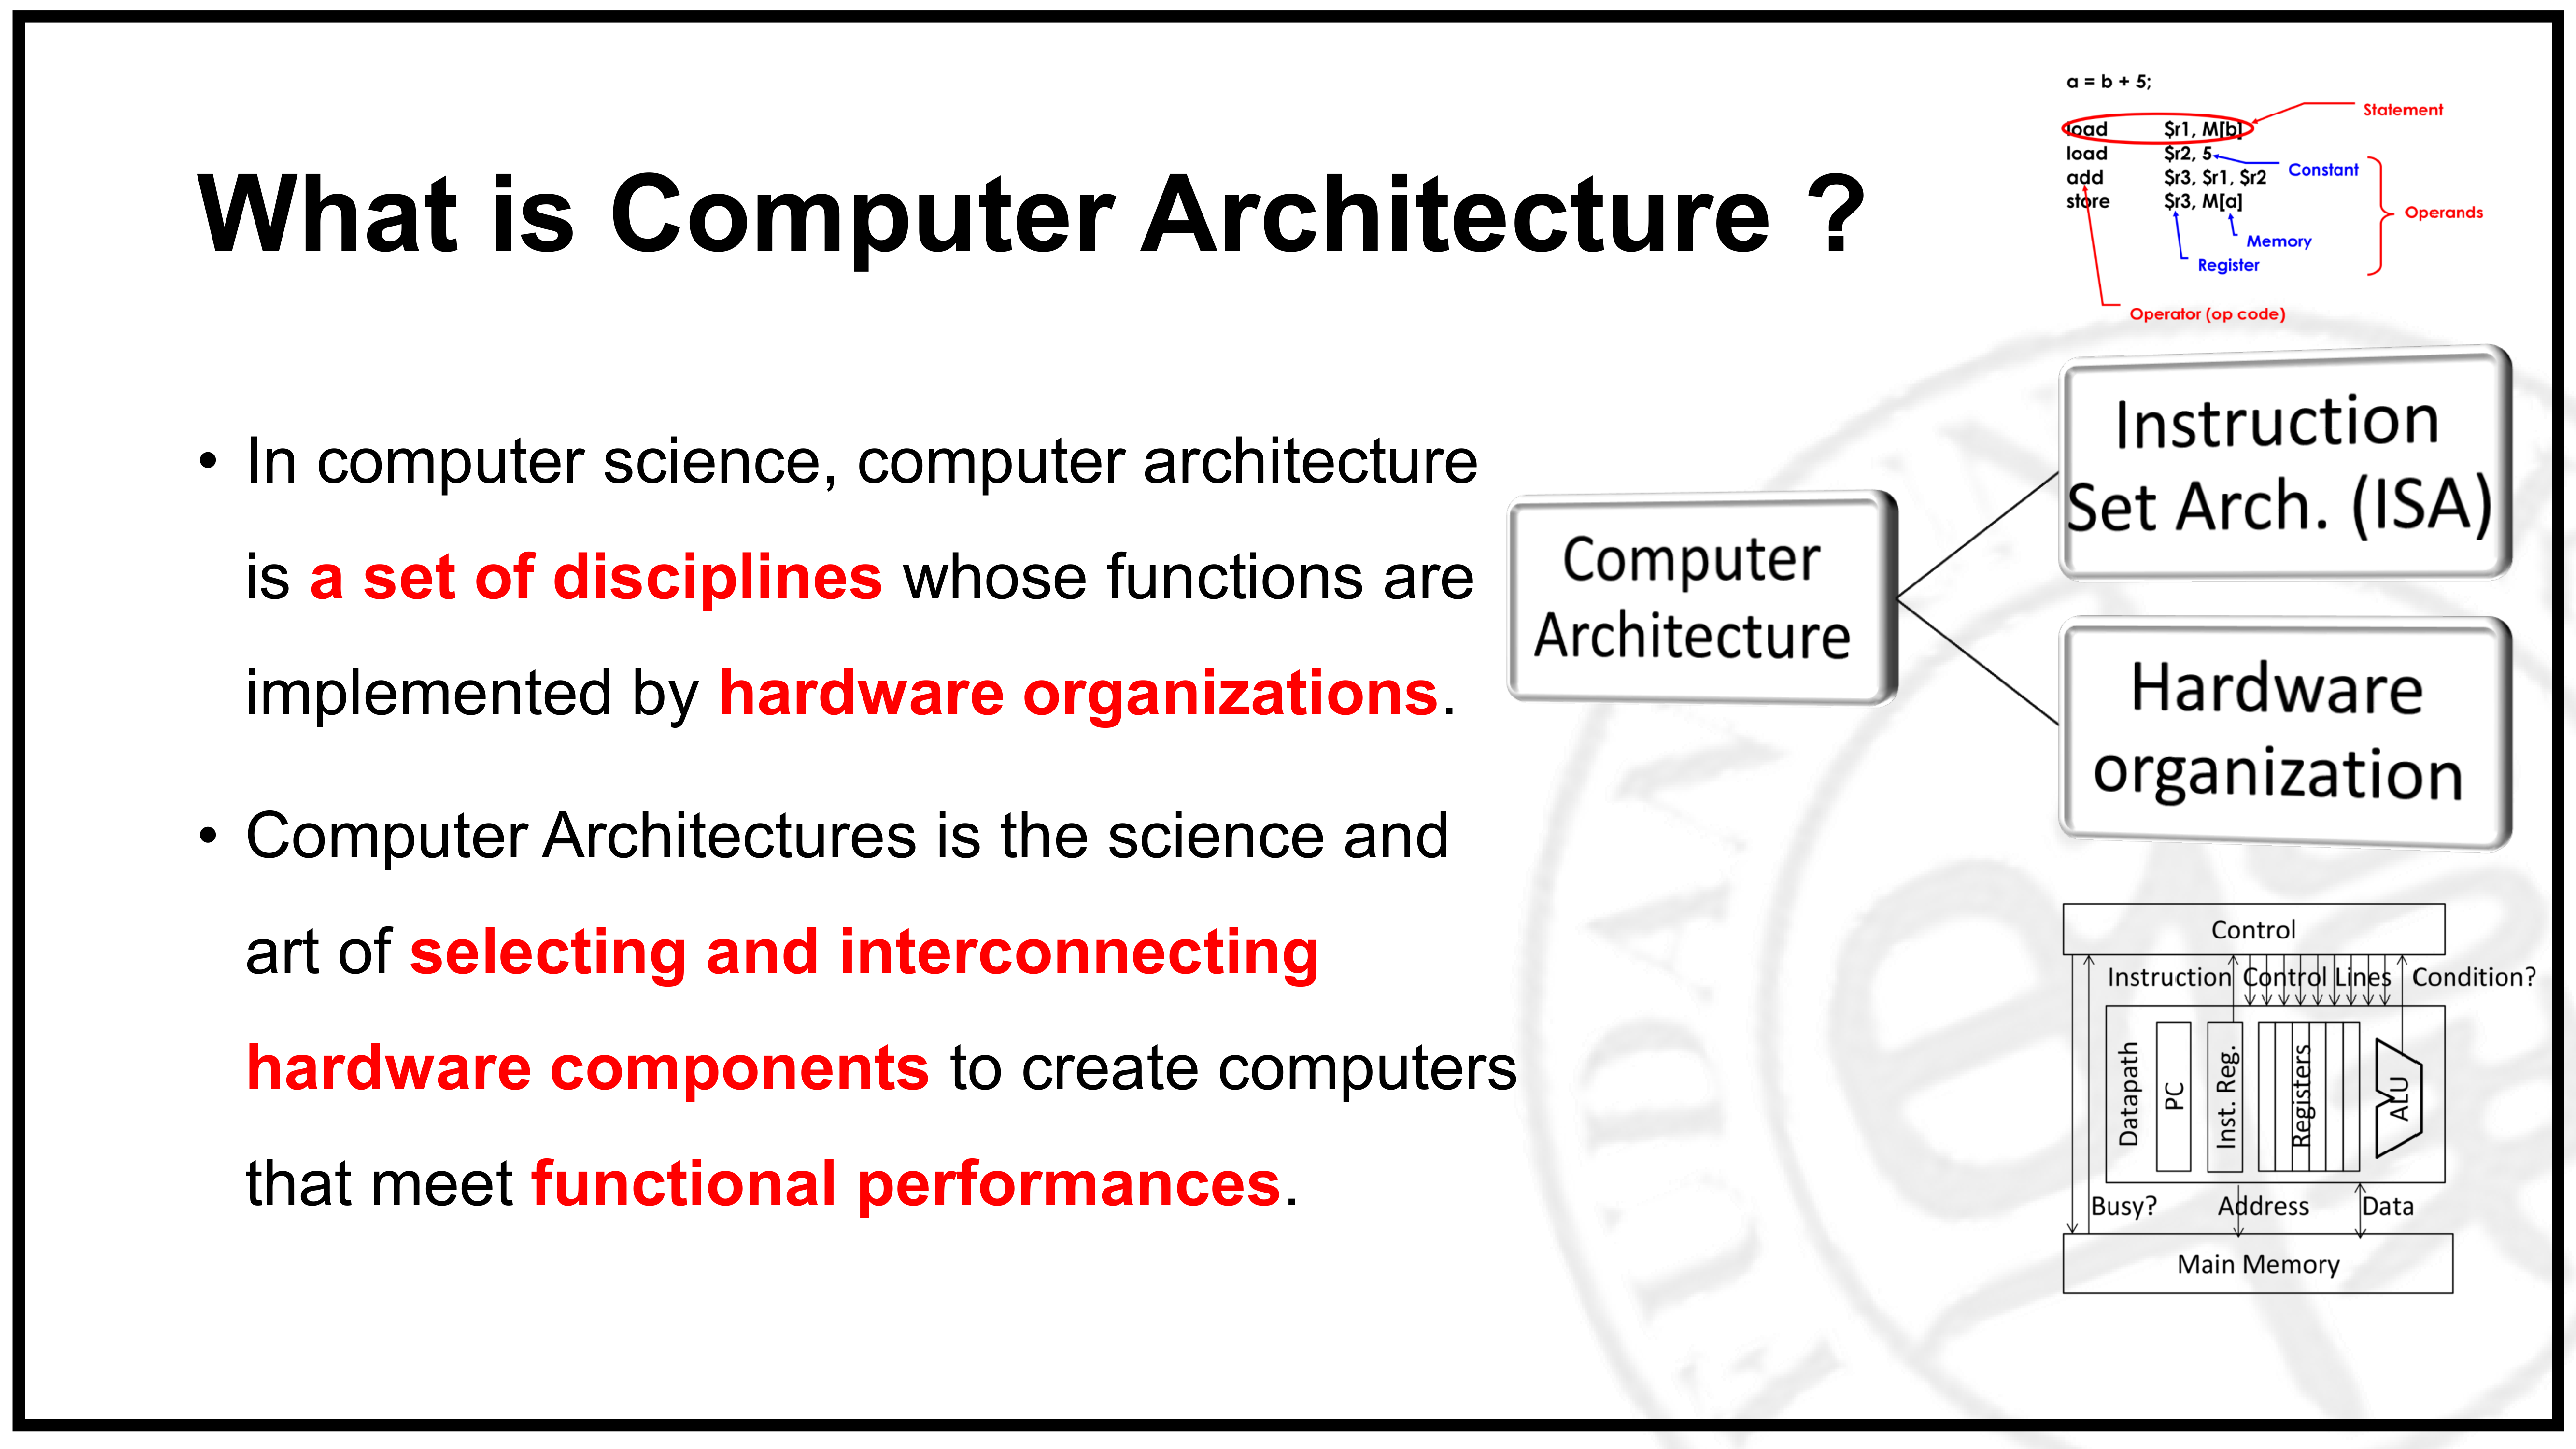 What is Computer Architecture ?
• In computer science, computer architecture
is a set of disciplines whose functions are
implemented by hardware organizations.
• Computer Architectures is the science and
art of selecting and interconnecting
hardware components to create computers
that meet functional performances.
a = b + 5;
Statement
load $r1, M[b]
load $r2, 5
Constant
add $r3, $r1, $r2
store $r3, M[a]
Operands
Memory
Register
Operator (op code)
Computer
Architecture
Instruction
Set Arch. (ISA)
Hardware
organization
Control
Instruction Control Lines Condition?
Datapath
PC
Inst. Reg.
Registers
ALU
Busy? Address Data
Main Memory
FUDAN